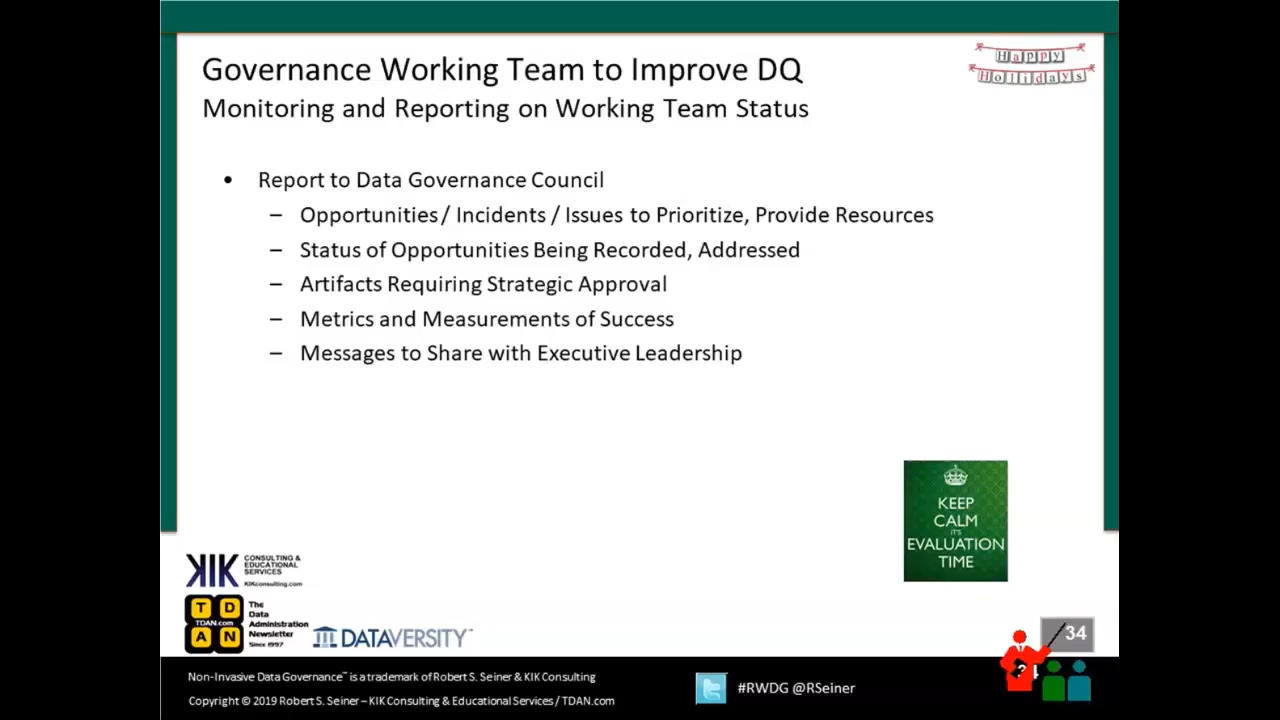 Happy
Holidays
Governance Working Team to Improve DQ
Monitoring and Reporting on Working Team Status
• Report to Data Governance Council
– Opportunities / Incidents / Issues to Prioritize, Provide Resources
– Status of Opportunities Being Recorded, Addressed
– Artifacts Requiring Strategic Approval
– Metrics and Measurements of Success
– Messages to Share with Executive Leadership
KEEP
CALM
IT'S
EVALUATION
TIME
KIK CONSULTING &
EDUCATIONAL
SERVICES
KIKconsulting.com
T D
TDAN.com
A N
The
Data
Administration
Newsletter
Since 1997
DATAVERSITY
34
Non-Invasive Data Governance™ is a trademark of Robert S. Seiner & KIK Consulting
Copyright © 2019 Robert S. Seiner – KIK Consulting & Educational Services / TDAN.com
#RWDG @RSeiner